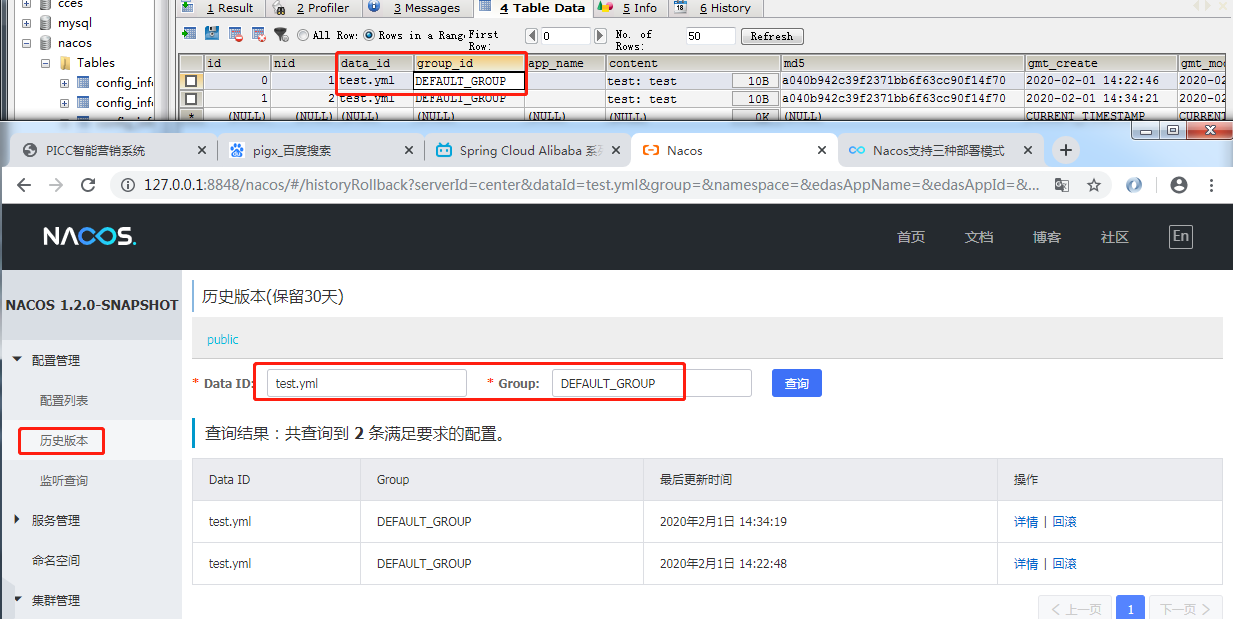 cces
mysql
nacos
Tables
config_info
config_info
1 Result 2 Profiler 3 Messages 4 Table Data 5 Info 6 History
All Rows Rows in a Range First Row: 0 No. of Rows: 50 Refresh
id nid data_id group_id app_name content md5 gmt_create
0 1 test.yml DEFAULT_GROUP test: test 10B a040b942c39f2371bb6f63cc90f14f70 2020-02-01 14:22:46 2020-
1 2 test.yml DEFAULT_GROUP test: test 10B a040b942c39f2371bb6f63cc90f14f70 2020-02-01 14:34:21 2020-
* (NULL) (NULL) (NULL) (NULL) (NULL) (NULL) 0K (NULL) CURRENT_TIMESTAMP
PICC智能营销系统 pigx_百度搜索 Spring Cloud Alibaba 系 Nacos Nacos支持三种部署模式
127.0.0.1:8848/nacos/#/historyRollback?serverId=center&dataId=test.yml&group=&namespace=&edasAppName=&edasAppId=&...
NACOS. 首页 文档 博客 社区 En
NACOS 1.2.0-SNAPSHOT
配置管理
配置列表
历史版本
监听查询
服务管理
命名空间
集群管理
历史版本(保留30天)
public
* Data ID: test.yml * Group: DEFAULT_GROUP 查询
查询结果：共查询到 2 条满足要求的配置。
Data ID Group 最后更新时间 操作
test.yml DEFAULT_GROUP 2020年2月1日 14:34:19 详情 | 回滚
test.yml DEFAULT_GROUP 2020年2月1日 14:22:48 详情 | 回滚
上一页 1 下一页